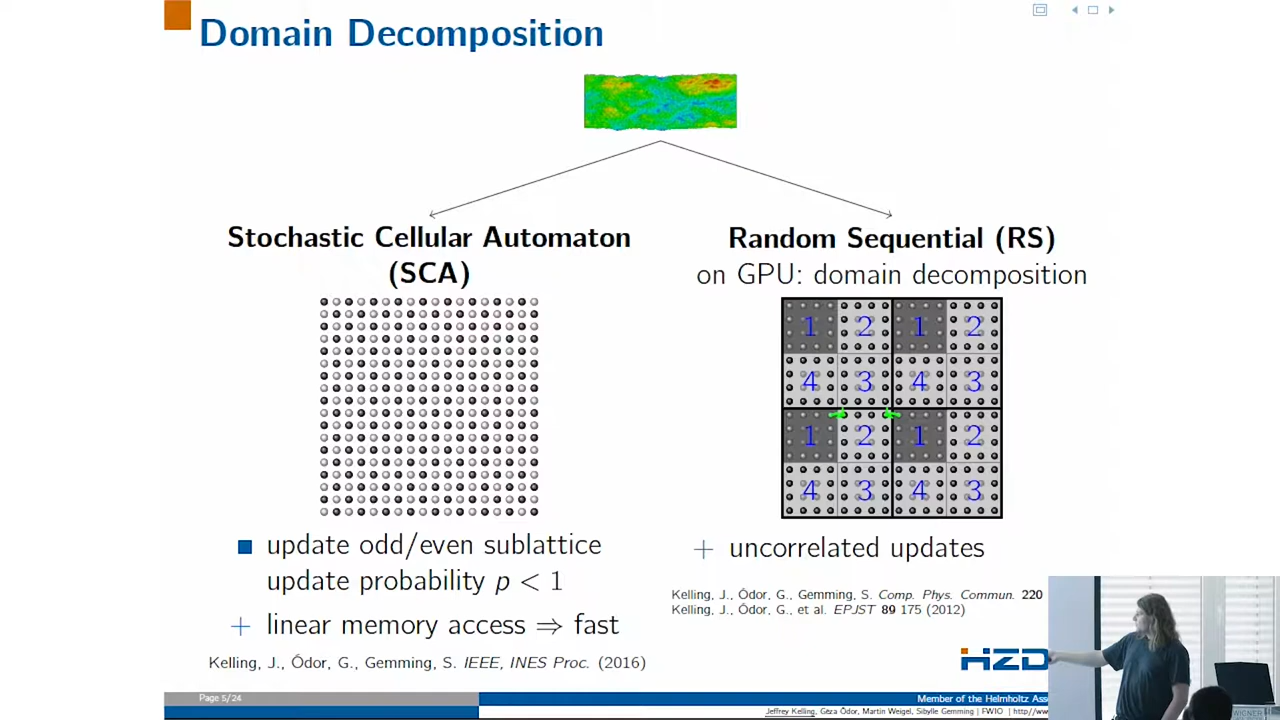 Domain Decomposition
Stochastic Cellular Automaton
(SCA)
update odd/even sublattice
update probability p < 1
+ linear memory access ⇒ fast
Kelling, J., Ódor, G., Gemming, S. IEEE, INES Proc. (2016)
Random Sequential (RS)
on GPU: domain decomposition
1 2 1 2
4 3 4 3
1 2 1 2
4 3 4 3
+ uncorrelated updates
Kelling, J., Ódor, G., Gemming, S. Comp. Phys. Commun. 220
Kelling, J., Ódor, G., et al. EPJST 89 175 (2012)
HZD
Page 5/24
Member of the Helmholtz Ass
Jeffrey Kelling, Géza Ódor, Martin Weigel, Sibylle Gemming | FWIO | http://ww